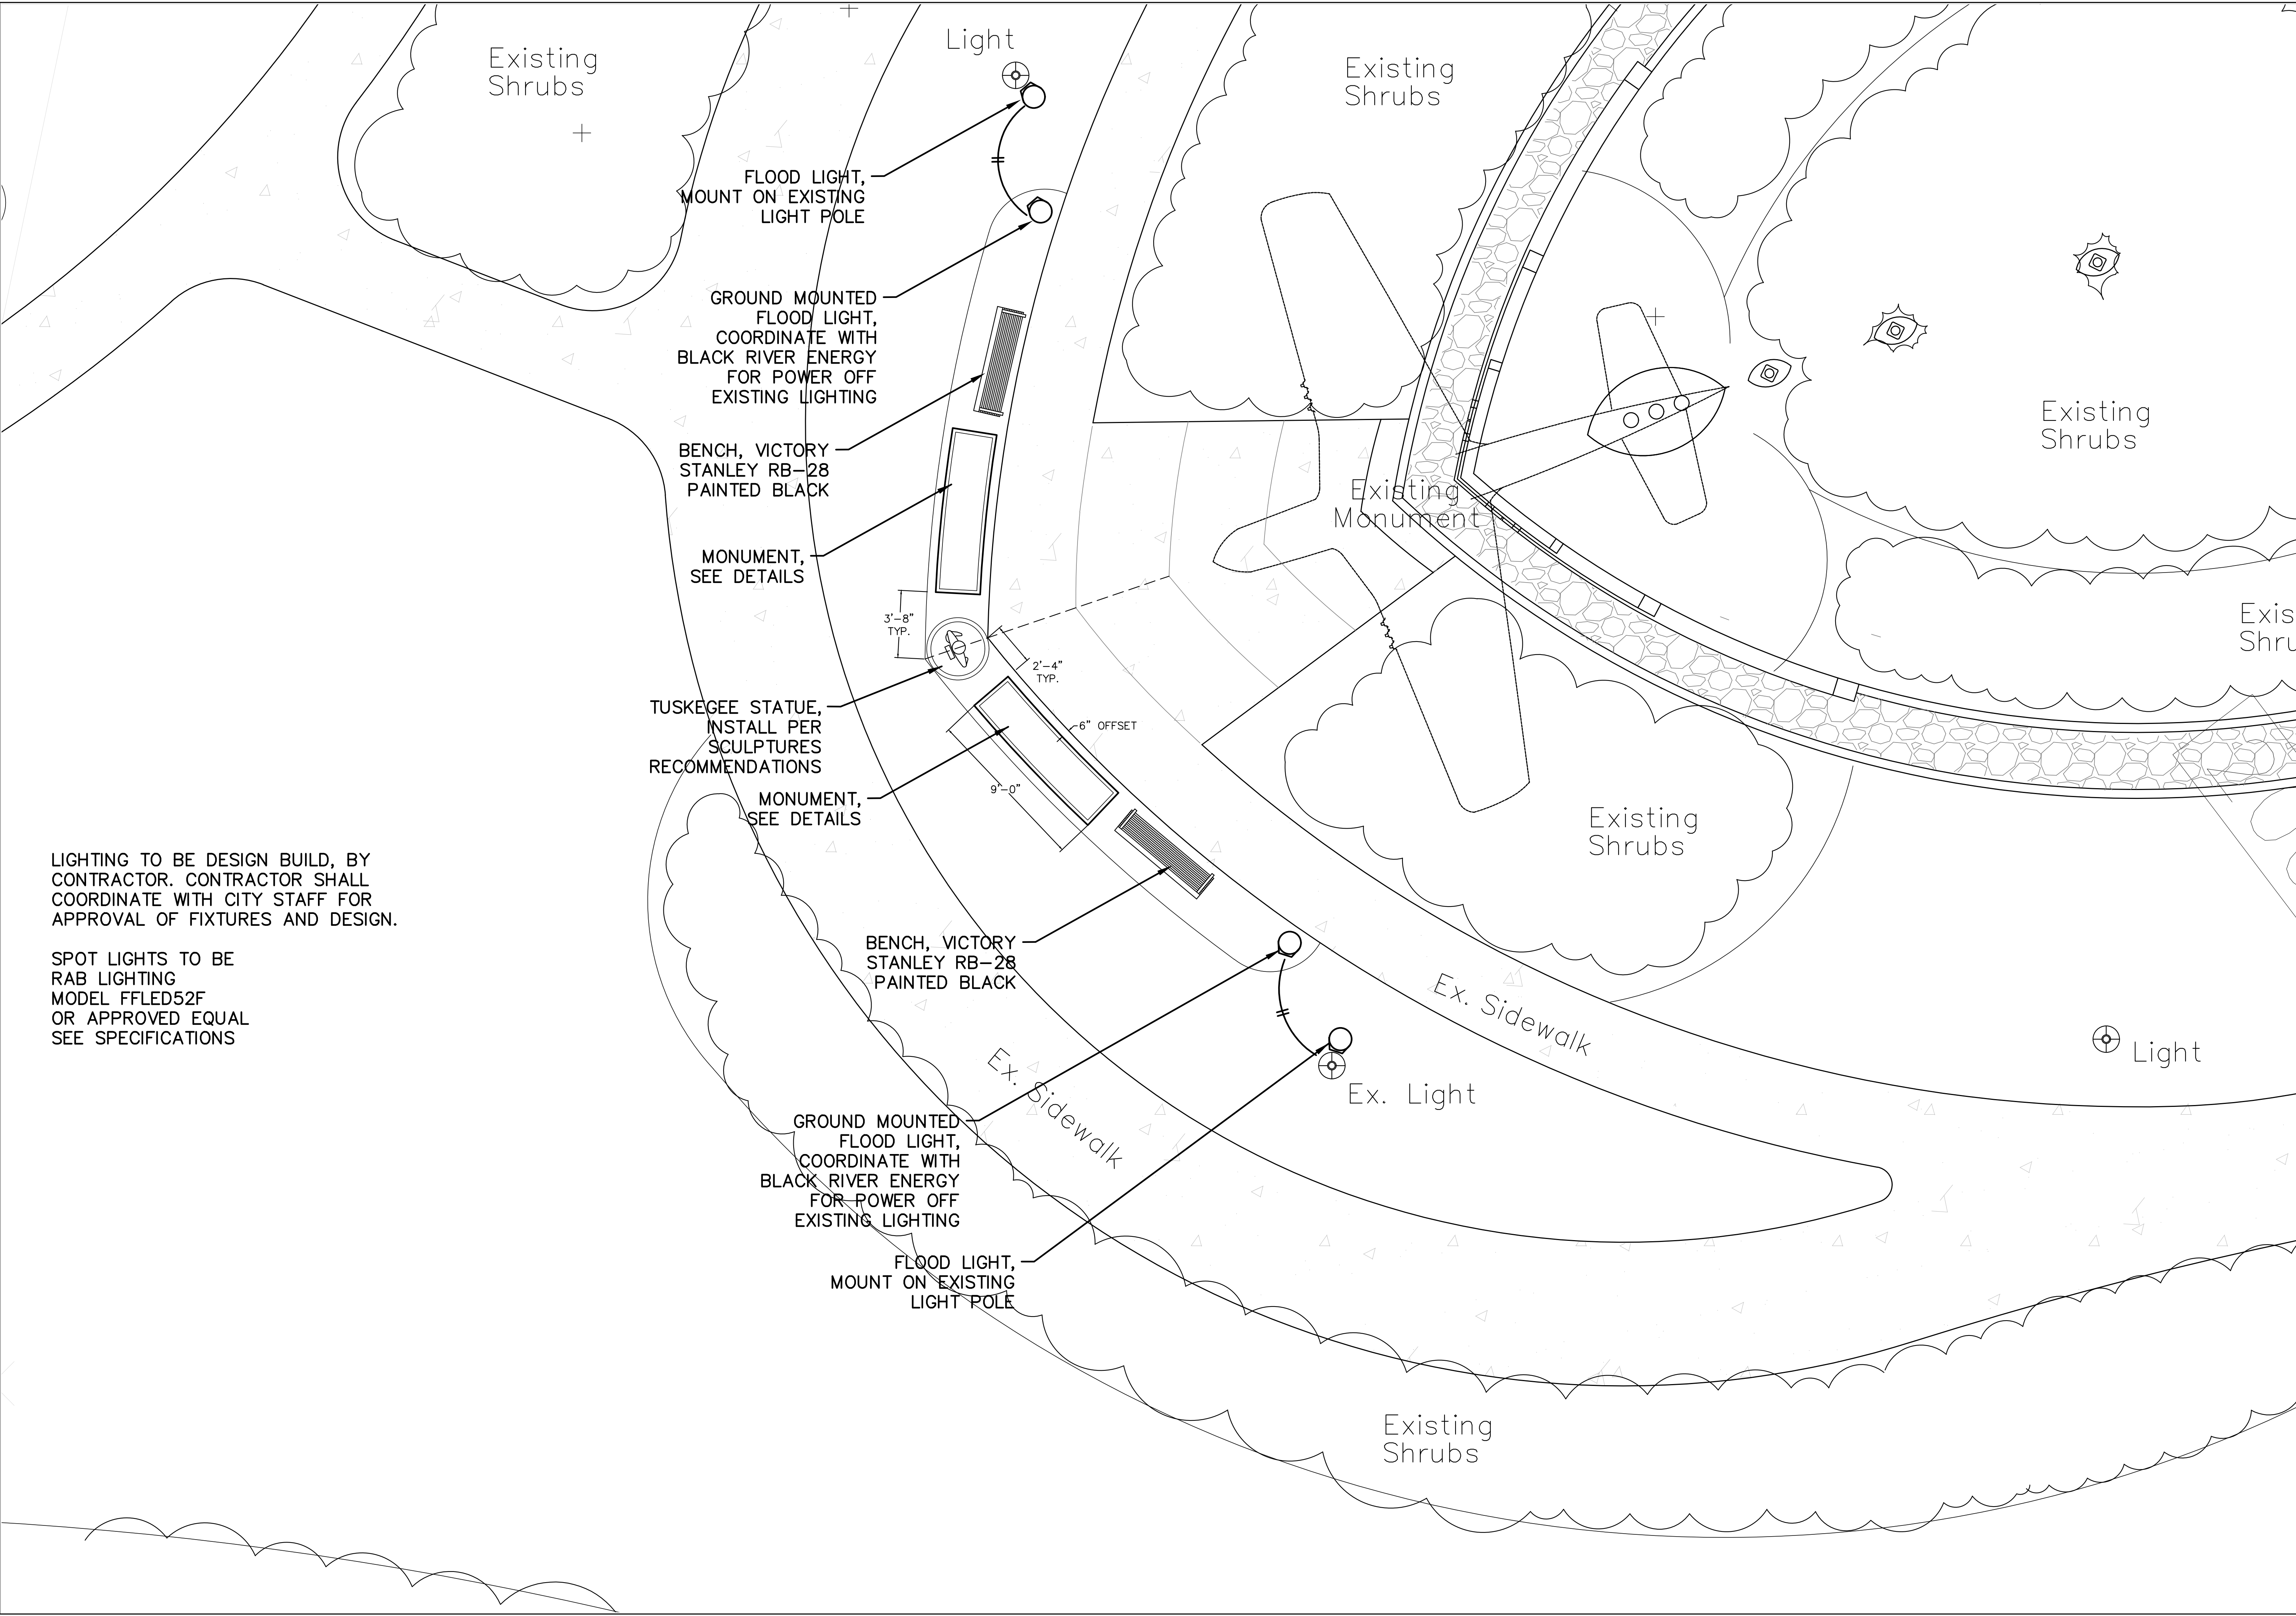 Light
Existing
Shrubs
Existing
Shrubs
FLOOD LIGHT,
MOUNT ON EXISTING
LIGHT POLE
GROUND MOUNTED
FLOOD LIGHT,
COORDINATE WITH
BLACK RIVER ENERGY
FOR POWER OFF
EXISTING LIGHTING
BENCH, VICTORY
STANLEY RB-28
PAINTED BLACK
Existing
Shrubs
Existing
Monument
MONUMENT,
SEE DETAILS
3'-8"
TYP.
2'-4"
TYP.
TUSKEGEE STATUE,
INSTALL PER
SCULPTURES
RECOMMENDATIONS
6" OFFSET
9'-0"
MONUMENT,
SEE DETAILS
Exis
Shru
Existing
Shrubs
LIGHTING TO BE DESIGN BUILD, BY
CONTRACTOR. CONTRACTOR SHALL
COORDINATE WITH CITY STAFF FOR
APPROVAL OF FIXTURES AND DESIGN.
SPOT LIGHTS TO BE
RAB LIGHTING
MODEL FFLED52F
OR APPROVED EQUAL
SEE SPECIFICATIONS
BENCH, VICTORY
STANLEY RB-28
PAINTED BLACK
Ex. Sidewalk
Ex. Sidewalk
Light
Ex. Light
GROUND MOUNTED
FLOOD LIGHT,
COORDINATE WITH
BLACK RIVER ENERGY
FOR POWER OFF
EXISTING LIGHTING
FLOOD LIGHT,
MOUNT ON EXISTING
LIGHT POLE
Existing
Shrubs